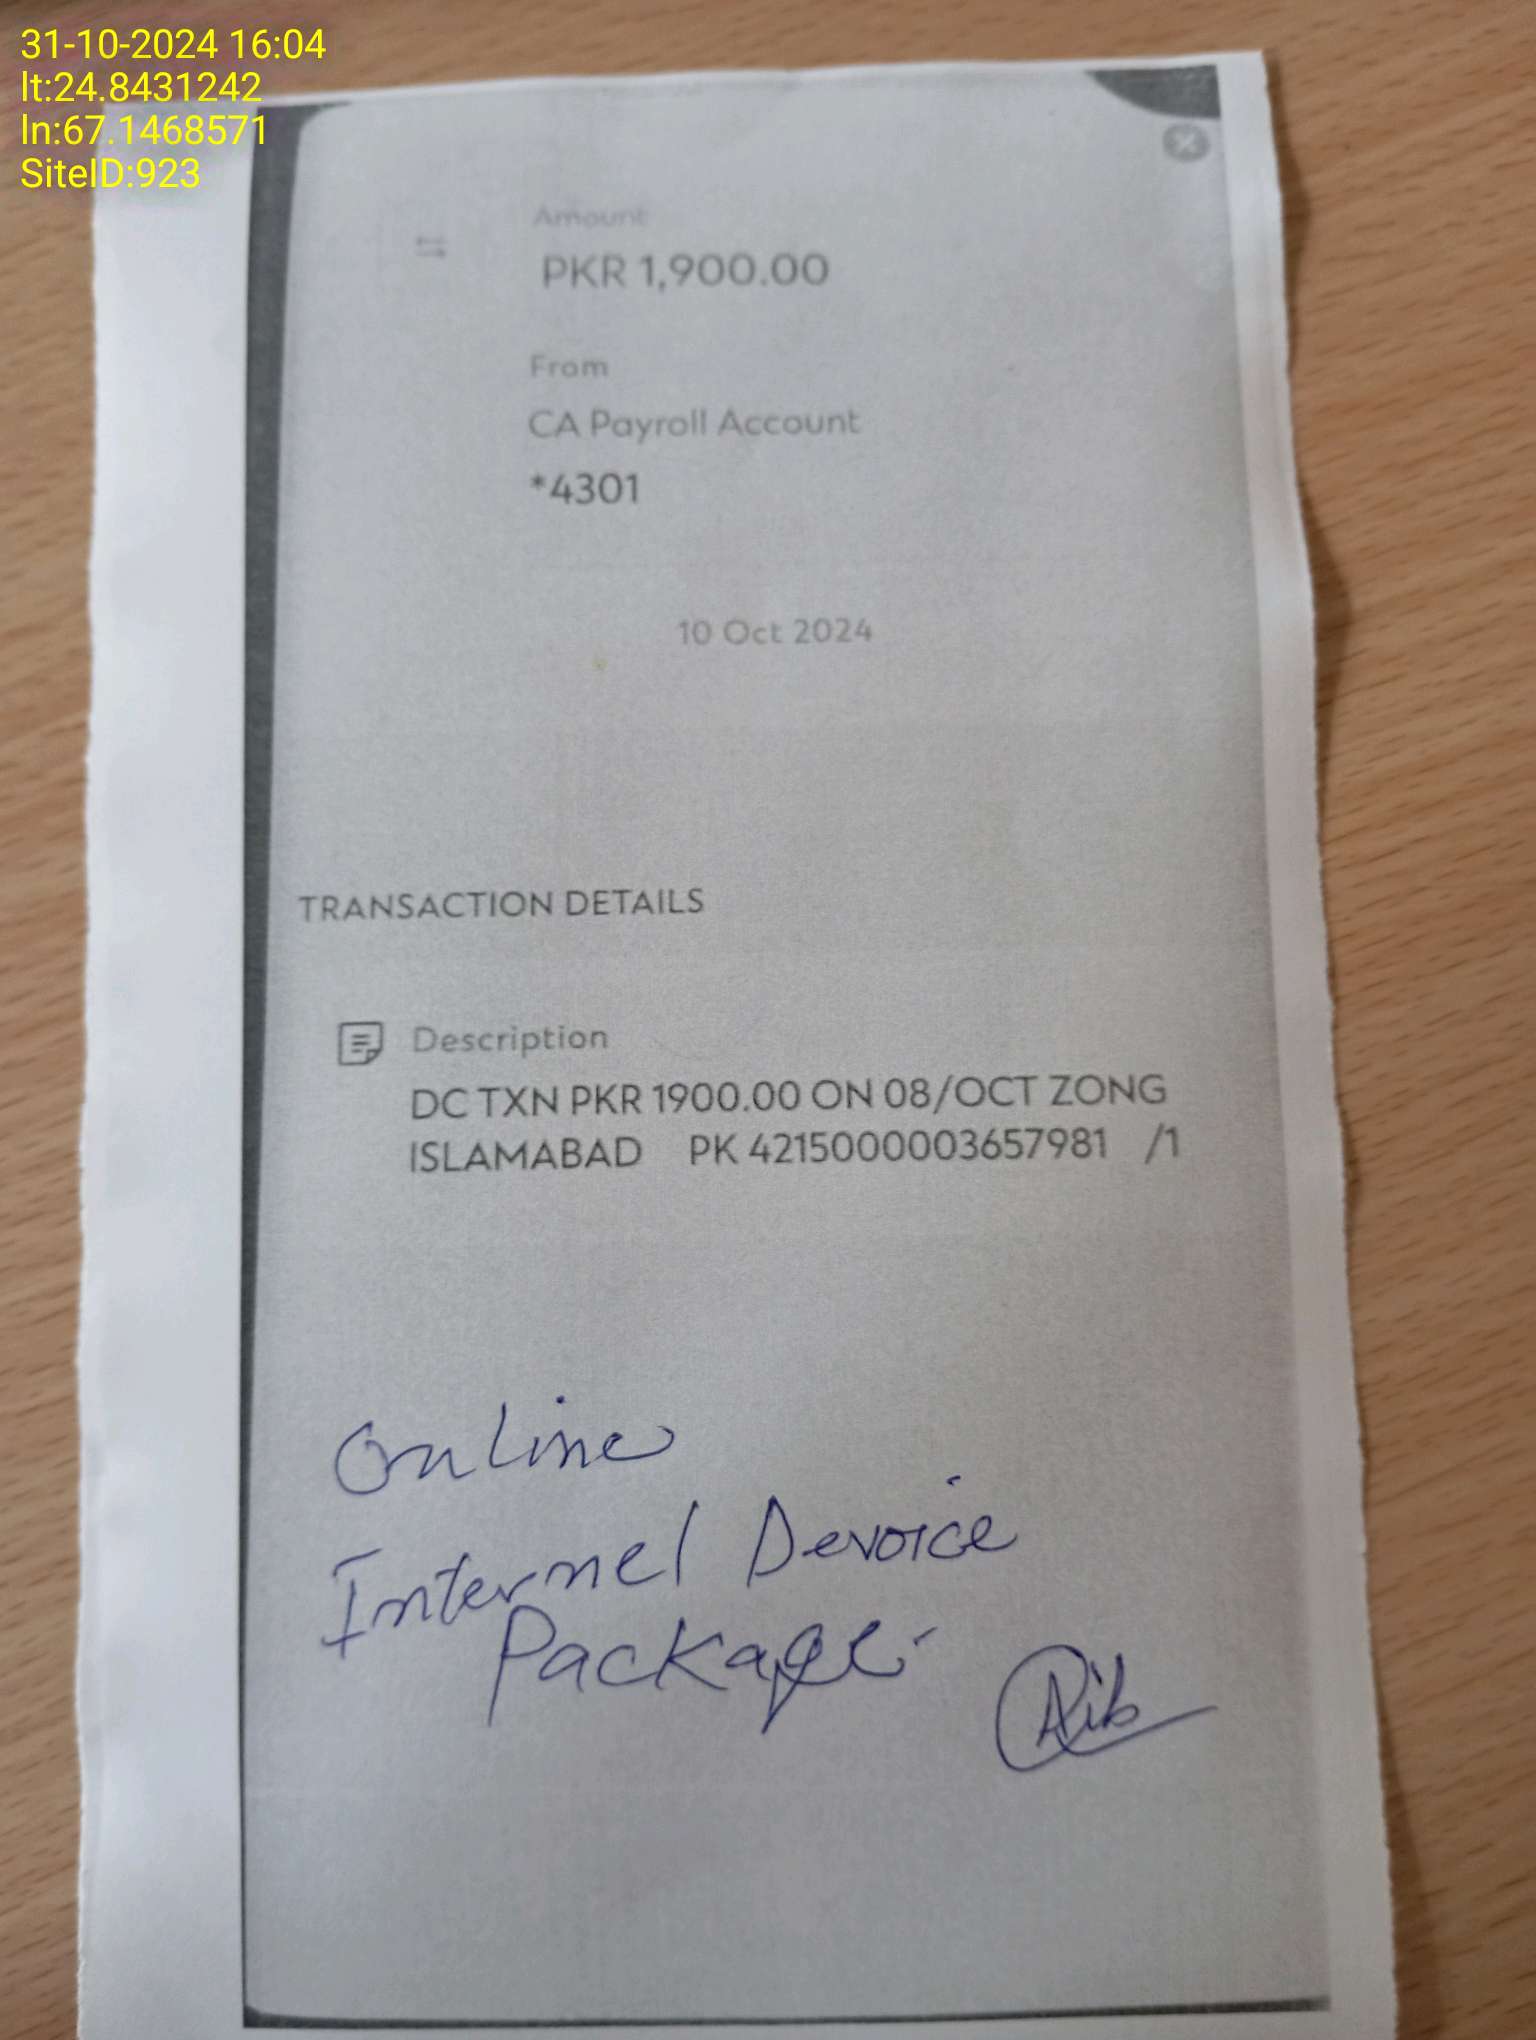 31-10-2024 16:04
lt:24.8431242
ln:67.1468571
SiteID:923
Amount
PKR 1,900.00
From
CA Payroll Account
*4301
10 Oct 2024
TRANSACTION DETAILS
Description
DC TXN PKR 1900.00 ON 08/OCT ZONG
ISLAMABAD PK 4215000003657981 /1
Online
Internel Devoice
Package